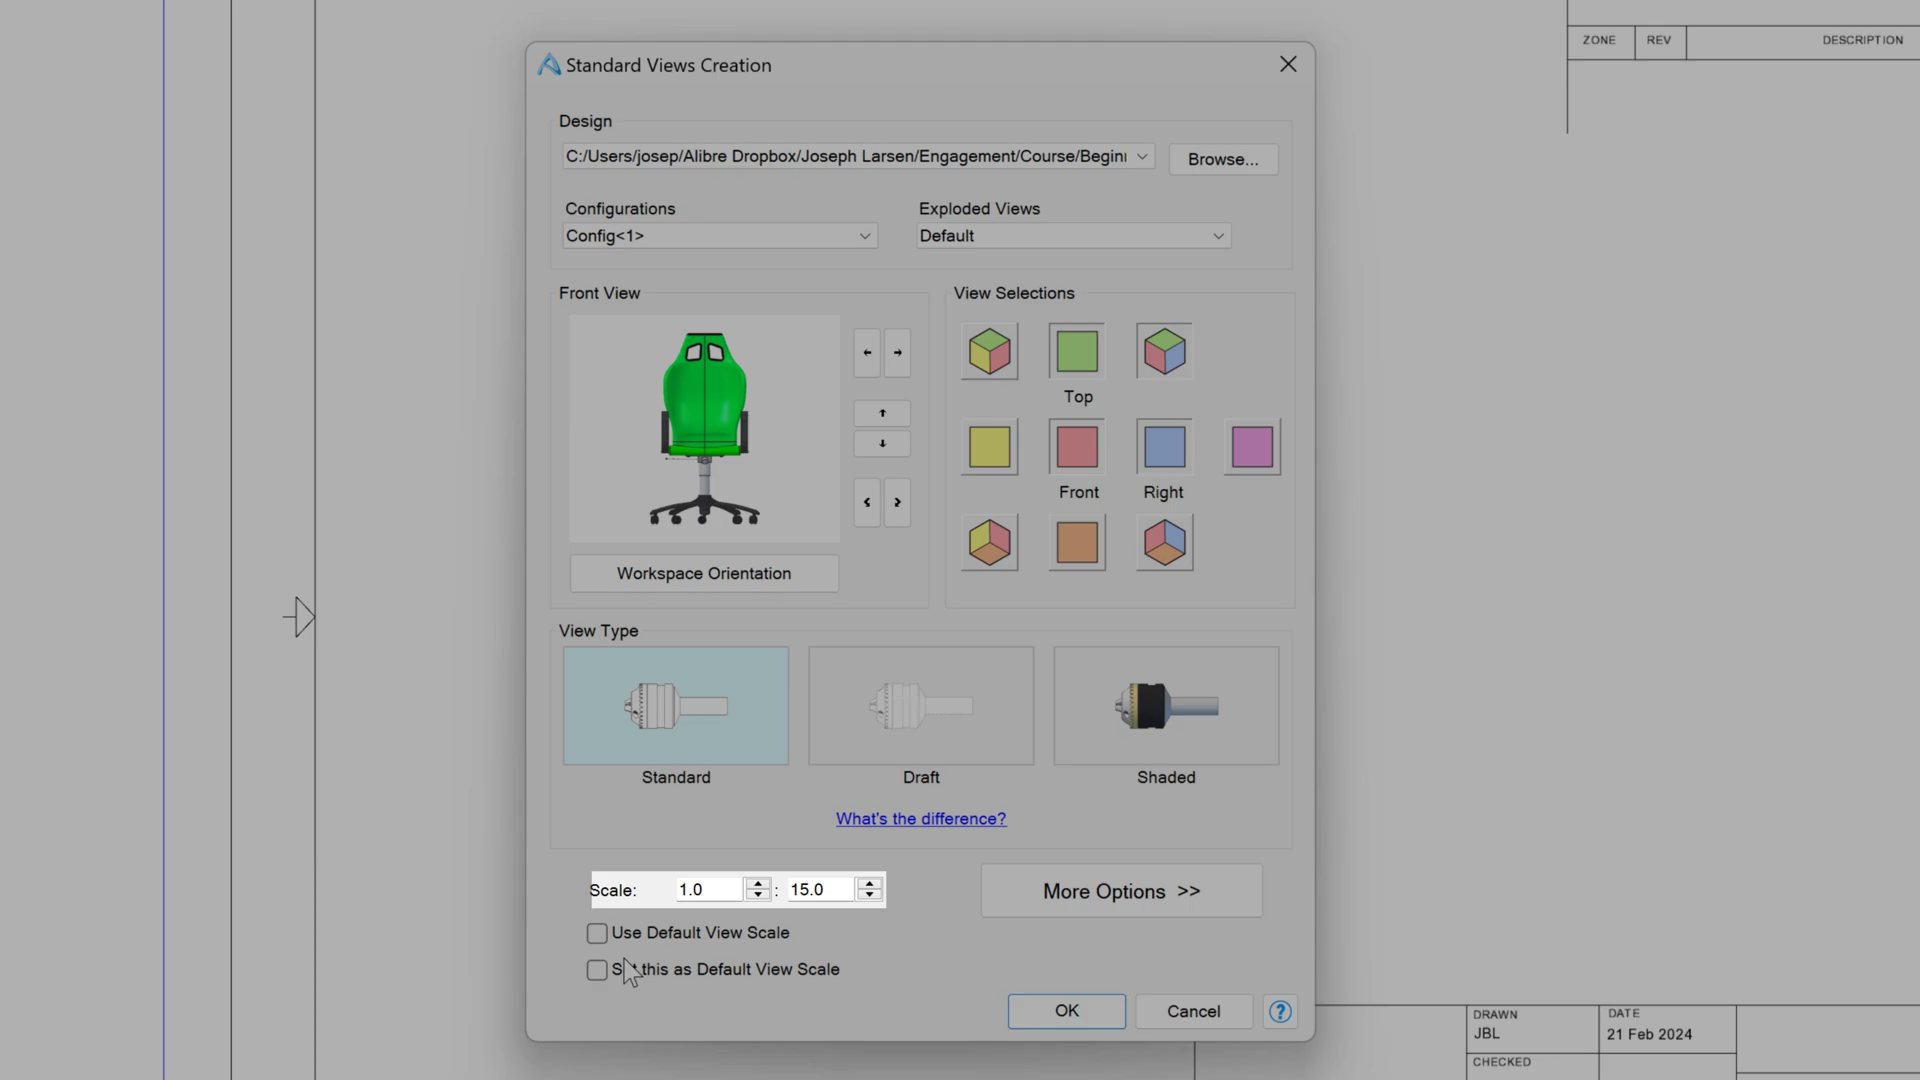 ZONE REV DESCRIPTION
Standard Views Creation
Design
C:/Users/josep/Alibre Dropbox/Joseph Larsen/Engagement/Course/Begin
Browse...
Configurations Exploded Views
Config<1> Default
Front View View Selections
Top
Front Right
Workspace Orientation
View Type
Standard Draft Shaded
What's the difference?
Scale: 1.0 : 15.0 More Options >>
Use Default View Scale
this as Default View Scale
OK Cancel ?
DRAWN DATE
JBL 21 Feb 2024
CHECKED